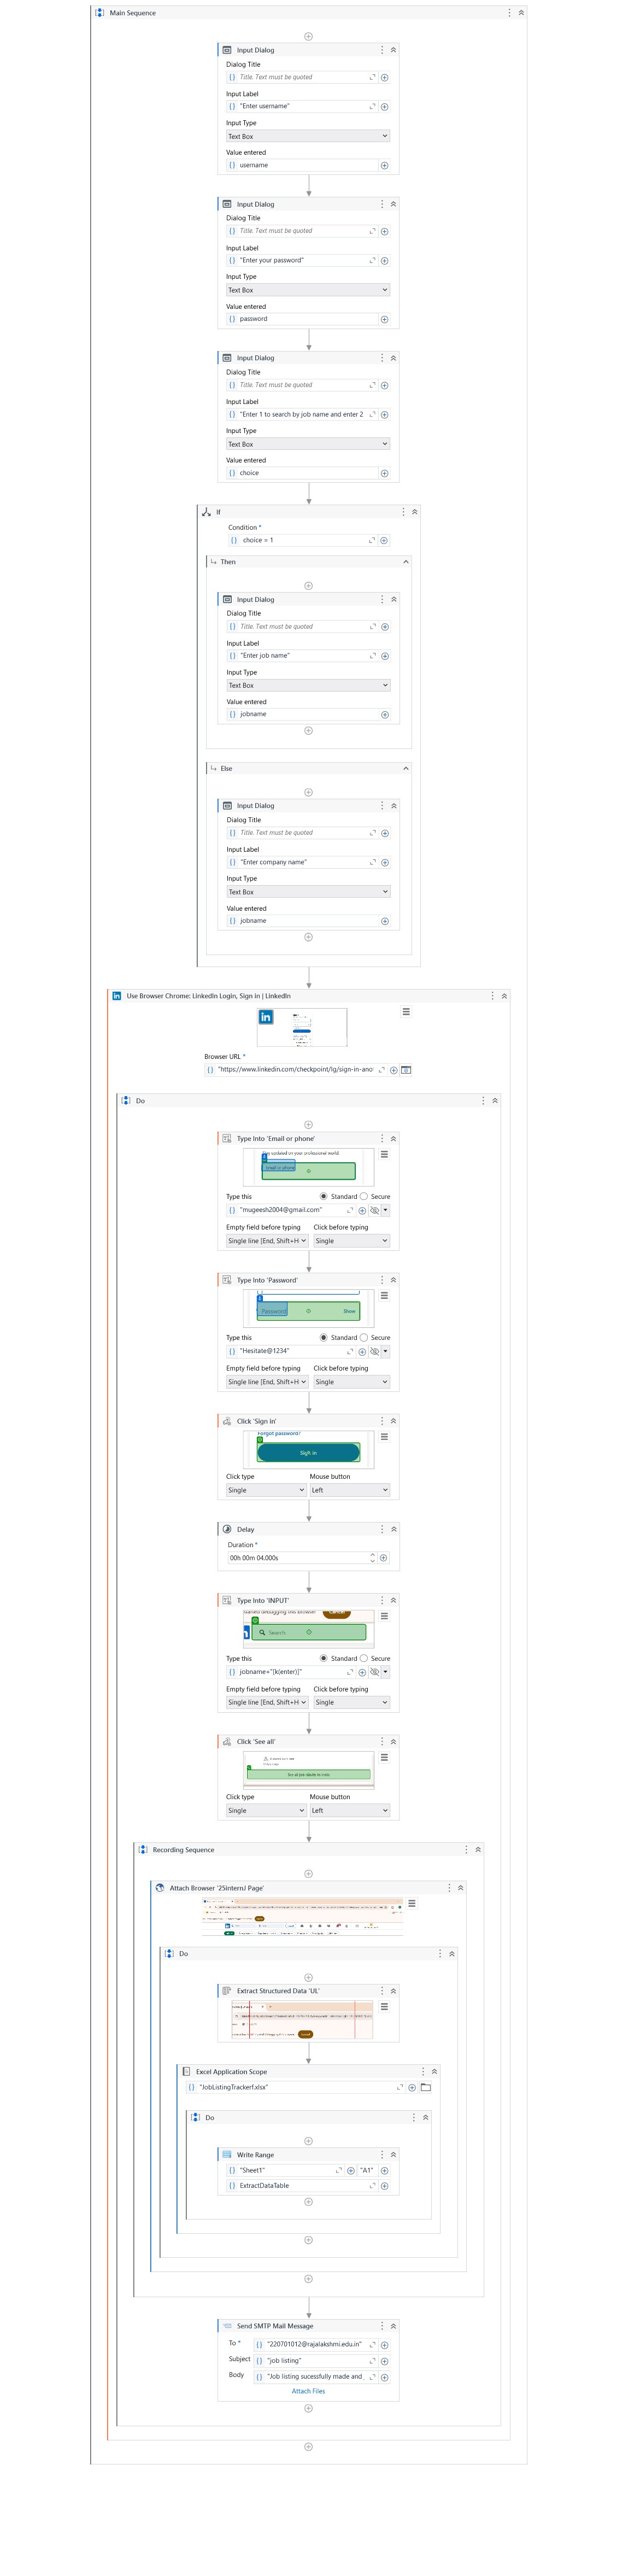 Main Sequence
Input Dialog
Dialog Title
Title. Text must be quoted
Input Label
"Enter username"
Input Type
Text Box
Value entered
username
Input Dialog
Dialog Title
Title. Text must be quoted
Input Label
"Enter your password"
Input Type
Text Box
Value entered
password
Input Dialog
Dialog Title
Title. Text must be quoted
Input Label
"Enter 1 to search by job name and enter 2
Input Type
Text Box
Value entered
choice
If
Condition *
choice = 1
Then
Input Dialog
Dialog Title
Title. Text must be quoted
Input Label
"Enter job name"
Input Type
Text Box
Value entered
jobname
Else
Input Dialog
Dialog Title
Title. Text must be quoted
Input Label
"Enter company name"
Input Type
Text Box
Value entered
jobname
Use Browser Chrome: LinkedIn Login, Sign in | LinkedIn
in
Browser URL *
"https://www.linkedin.com/checkpoint/lg/sign-in-ano
Do
Type Into 'Email or phone'
updated on your professional world.
Email or phone
Type this Standard Secure
"mugeesh2004@gmail.com"
Empty field before typing Click before typing
Single line [End, Shift+H Single
Type Into 'Password'
Password Show
Type this Standard Secure
"Hesitate@1234"
Empty field before typing Click before typing
Single line [End, Shift+H Single
Click 'Sign in'
Forgot password?
Sign in
Click type Mouse button
Single Left
Delay
Duration *
00h 00m 04.000s
Type Into 'INPUT'
started debugging this browser Cancel
Search
Type this Standard Secure
jobname+"[k(enter)]"
Empty field before typing Click before typing
Single line [End, Shift+H Single
Click 'See all'
Click type Mouse button
Single Left
Recording Sequence
Attach Browser '25internJ Page'
Do
Extract Structured Data 'UL'
Excel Application Scope
"JobListingTrackerf.xlsx"
Do
Write Range
"Sheet1" "A1"
ExtractDataTable
Send SMTP Mail Message
To * "220701012@rajalakshmi.edu.in"
Subject "job listing"
Body "Job listing sucessfully made and
Attach Files